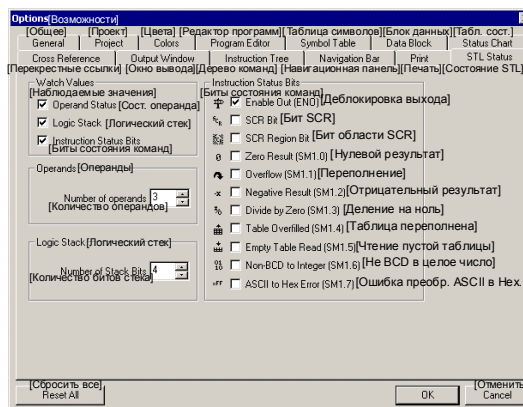 Options[Возможности]
[Общее] [Проект] [Цвета] [Редактор программ][Таблица символов][Блок данных][Табл. сост.]
General Project Colors Program Editor Symbol Table Data Block Status Chart
Cross Reference Output Window Instruction Tree Navigation Bar Print STL Status
[Перекрестные ссылки] [Окно вывода][Дерево команд] [Навигационная панель][Печать][Состояние STL]
Watch Values
[Наблюдаемые значения]
Operand Status [Сост. операнда]
Logic Stack [Логический стек]
Instruction Status Bits
[Биты состояния команд]
Operands[Операнды]
Number of operands 3
[Количество операндов]
Logic Stack[Логический стек]
Number of Stack Bits 4
[Количество битов стека]
Instruction Status Bits
[Биты состояния команд]
Enable Out (ENO) [Деблокировка выхода]
SCR Bit [Бит SCR]
SCR Region Bit [Бит области SCR]
Zero Result (SM1.0) [Нулевой результат]
Overflow (SM1.1)[Переполнение]
Negative Result (SM1.2)[Отрицательный результат]
Divide by Zero (SM1.3) [Деление на ноль]
Table Overfilled (SM1.4) [Таблица переполнена]
Empty Table Read (SM1.5)[Чтение пустой таблицы]
Non-BCD to Integer (SM1.6) [Не BCD в целое число]
ASCII to Hex Error (SM1.7) [Ошибка преобр. ASCII в Hex.
[Сбросить все]
Reset All
OK
[Отменить
Cancel